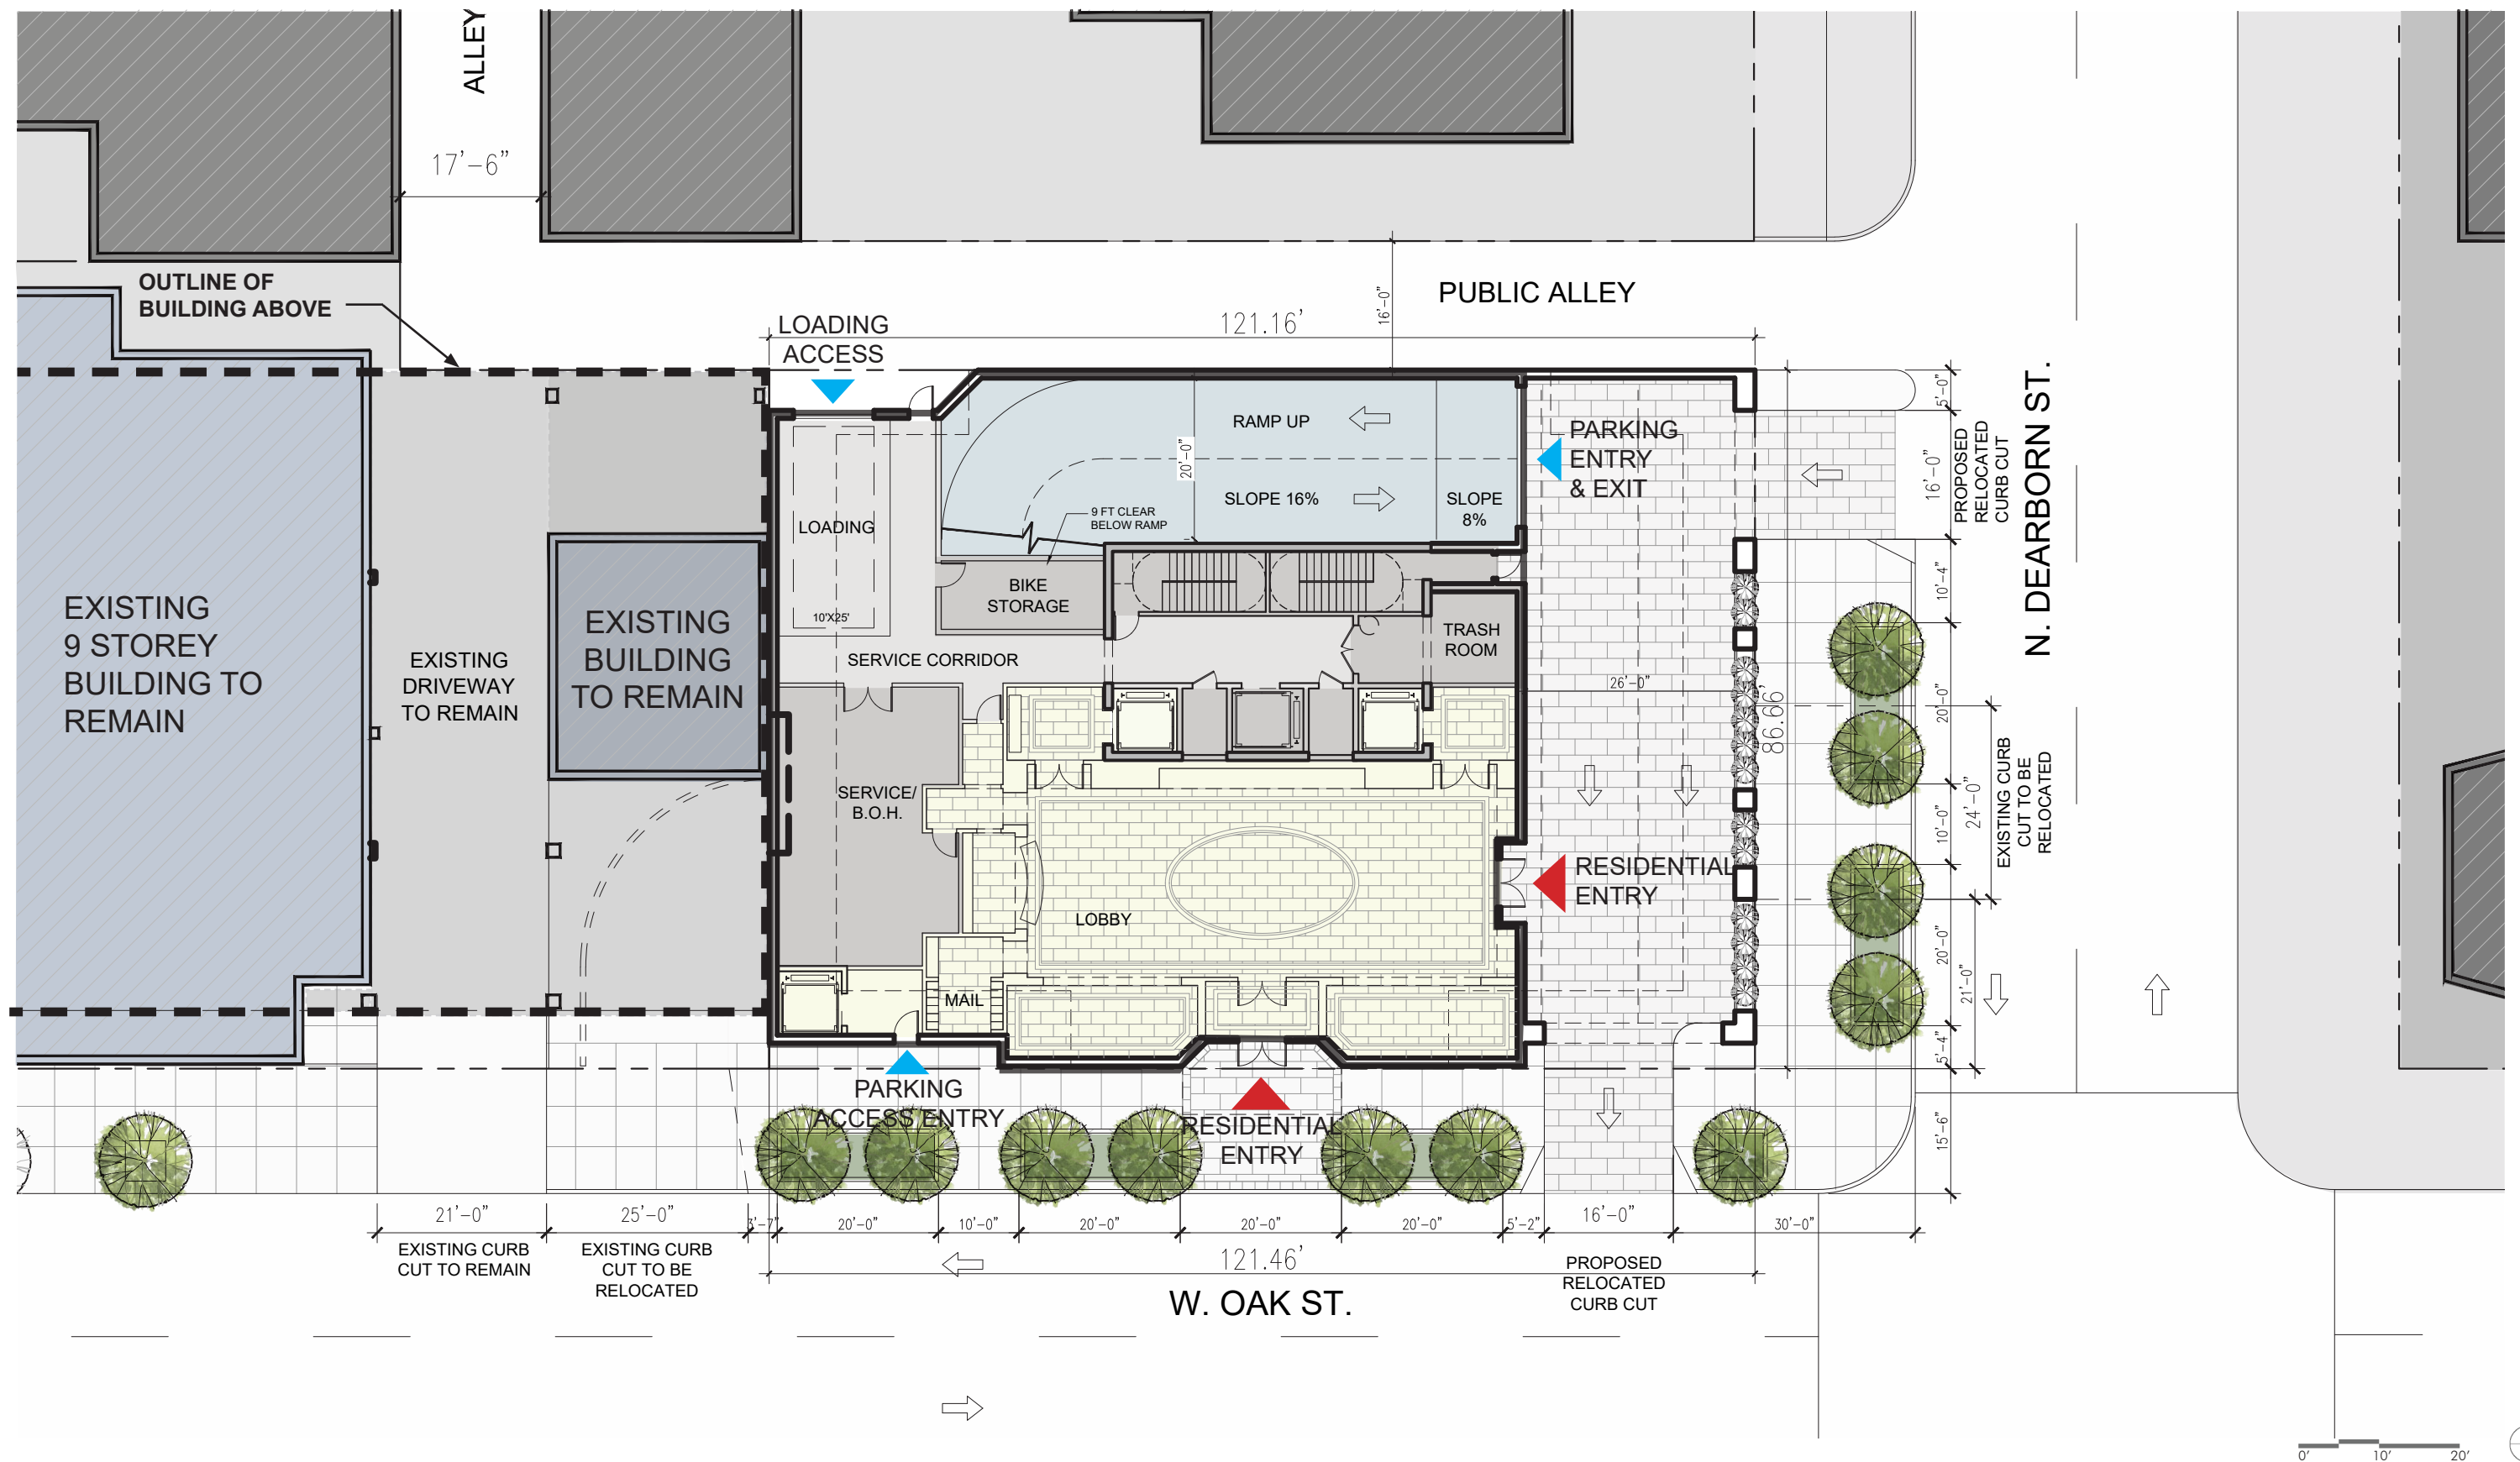 ALLEY
17'-6"
OUTLINE OF
BUILDING ABOVE
PUBLIC ALLEY
16'-0"
121.16'
LOADING
ACCESS
RAMP UP
20'-0"
SLOPE 16%
SLOPE
8%
9 FT CLEAR
BELOW RAMP
PARKING
ENTRY
& EXIT
5'-0"
16'-0"
PROPOSED
RELOCATED
CURB CUT
N. DEARBORN ST.
LOADING
10'X25'
BIKE
STORAGE
TRASH
ROOM
SERVICE CORRIDOR
EXISTING
9 STOREY
BUILDING TO
REMAIN
EXISTING
DRIVEWAY
TO REMAIN
EXISTING
BUILDING
TO REMAIN
26'-0"
86.66'
10'-4"
20'-0"
10'-0"
24'-0"
EXISTING CURB
CUT TO BE
RELOCATED
20'-0"
21'-0"
5'-4"
15'-6"
SERVICE/
B.O.H.
LOBBY
RESIDENTIAL
ENTRY
MAIL
PARKING
ACCESS ENTRY
RESIDENTIAL
ENTRY
21'-0"
25'-0"
3'-7"
20'-0"
10'-0"
20'-0"
20'-0"
20'-0"
5'-2"
16'-0"
30'-0"
EXISTING CURB
CUT TO REMAIN
EXISTING CURB
CUT TO BE
RELOCATED
121.46'
PROPOSED
RELOCATED
CURB CUT
W. OAK ST.
0'
10'
20'